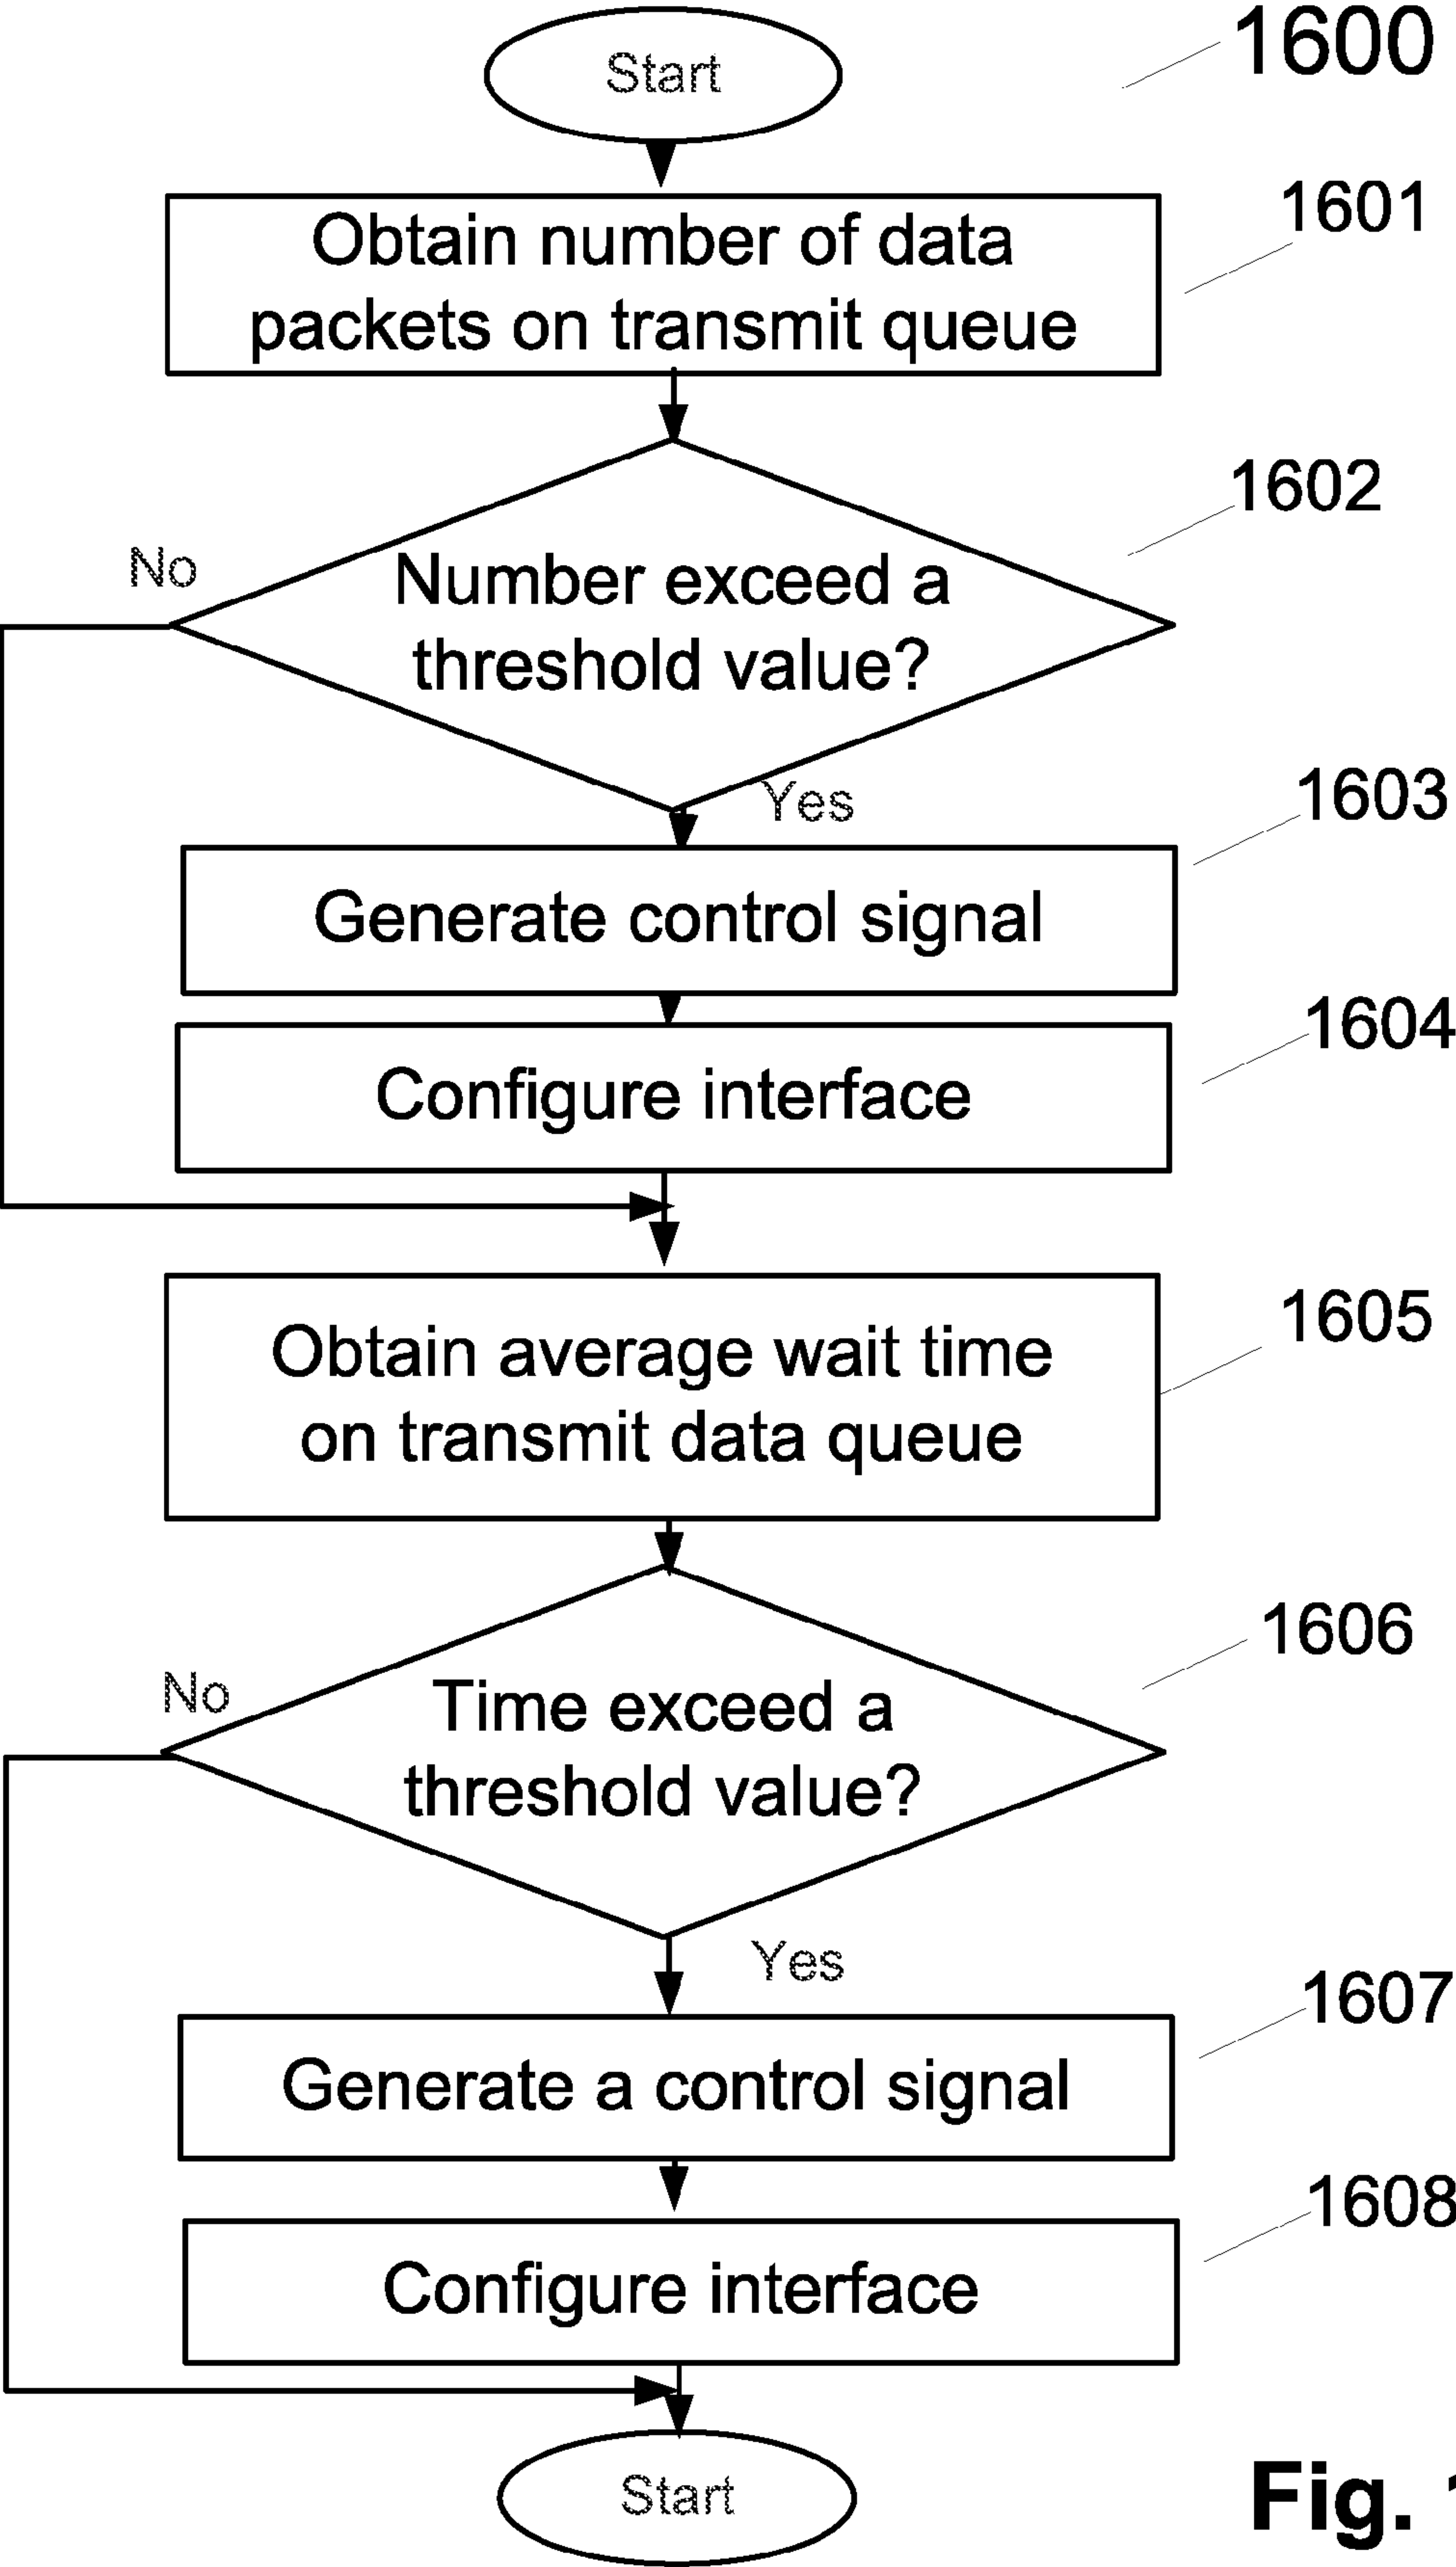 Start
1600
Obtain number of data
packets on transmit queue
1601
1602
No
Number exceed a
threshold value?
Yes
1603
Generate control signal
1604
Configure interface
1605
Obtain average wait time
on transmit data queue
1606
No
Time exceed a
threshold value?
Yes
1607
Generate a control signal
1608
Configure interface
Start
Fig.